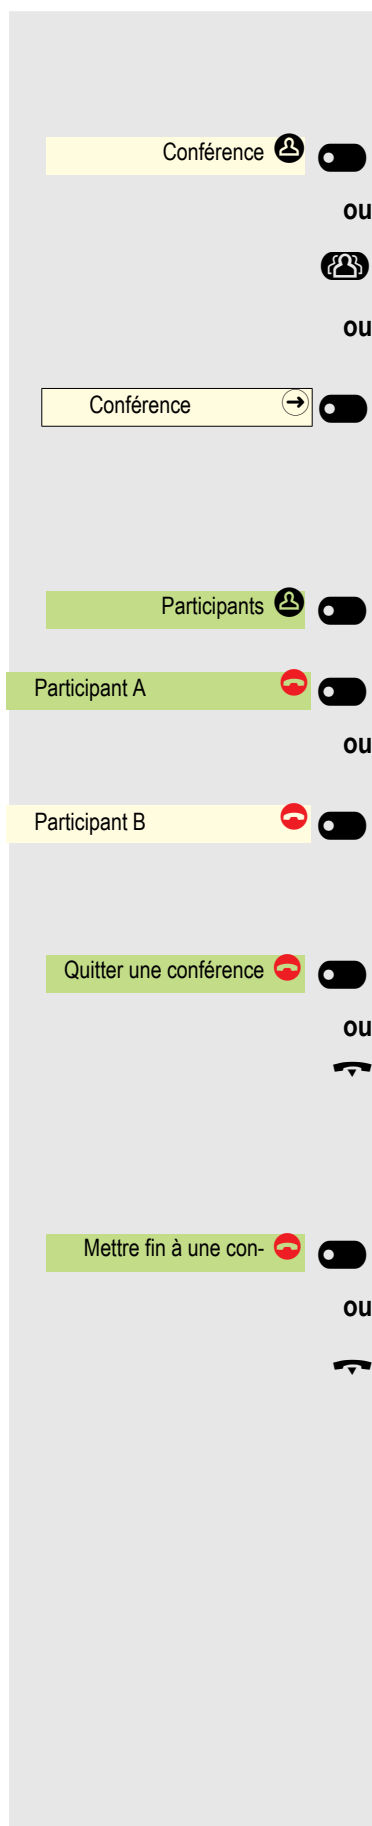 Conférence
ou
ou
Conférence
Participants
Participant A
ou
Participant B
Quitter une conférence
ou
Mettre fin à une con-
ou